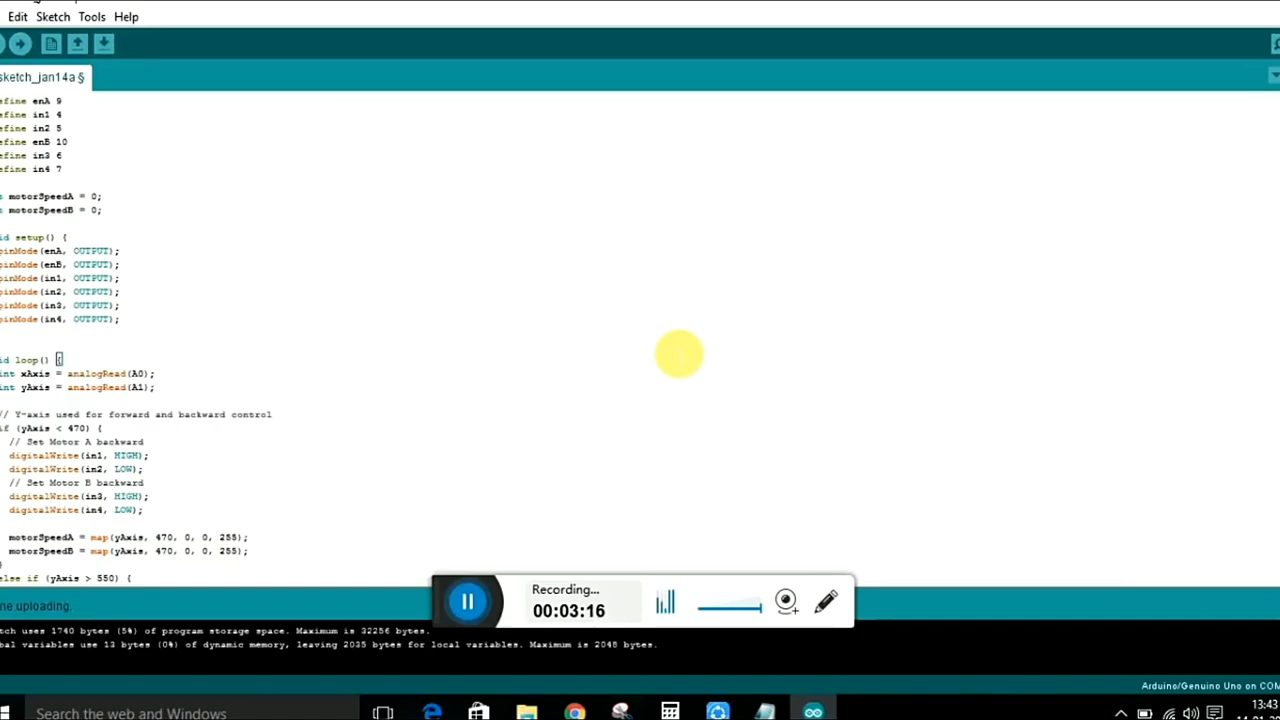 Edit Sketch Tools Help
sketch_jan14a §
efine enA 9
efine in1 4
efine in2 5
efine enB 10
efine in3 6
efine in4 7
t motorSpeedA = 0;
t motorSpeedB = 0;
id setup() {
pinMode(enA, OUTPUT);
pinMode(enB, OUTPUT);
pinMode(in1, OUTPUT);
pinMode(in2, OUTPUT);
pinMode(in3, OUTPUT);
pinMode(in4, OUTPUT);
id loop() {
int xAxis = analogRead(A0);
int yAxis = analogRead(A1);
// Y-axis used for forward and backward control
if (yAxis < 470) {
// Set Motor A backward
digitalWrite(in1, HIGH);
digitalWrite(in2, LOW);
// Set Motor B backward
digitalWrite(in3, HIGH);
digitalWrite(in4, LOW);
motorSpeedA = map(yAxis, 470, 0, 0, 255);
motorSpeedB = map(yAxis, 470, 0, 0, 255);
}
else if (yAxis > 550) {
Recording...
00:03:16
ne uploading.
tch uses 1740 bytes (5%) of program storage space. Maximum is 32256 bytes.
bal variables use 13 bytes (0%) of dynamic memory, leaving 2035 bytes for local variables. Maximum is 2048 bytes.
Arduino/Genuino Uno on COM
Search the web and Windows
13:43